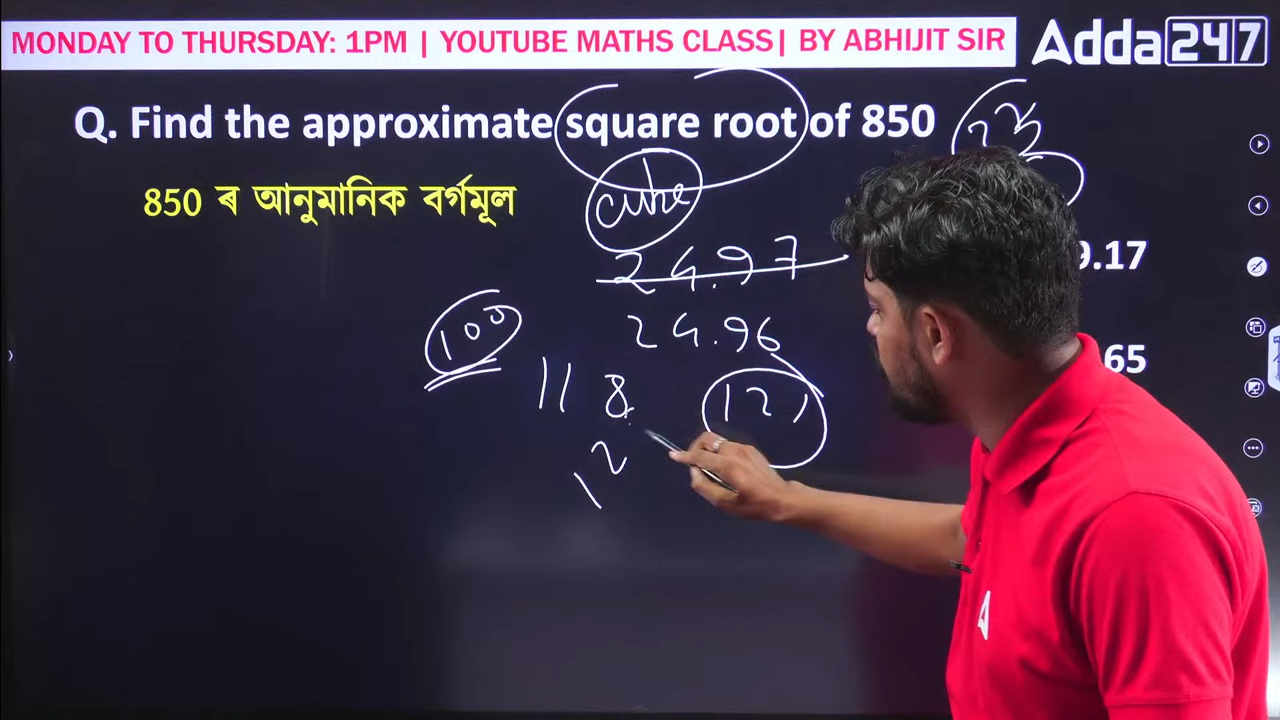 MONDAY TO THURSDAY: 1PM | YOUTUBE MATHS CLASS| BY ABHIJIT SIR
Adda247
Q. Find the approximate square root of 850
850 ৰ আনুমানিক বৰ্গমূল
cube
24.97
9.17
24.96
65
100
118
121
12